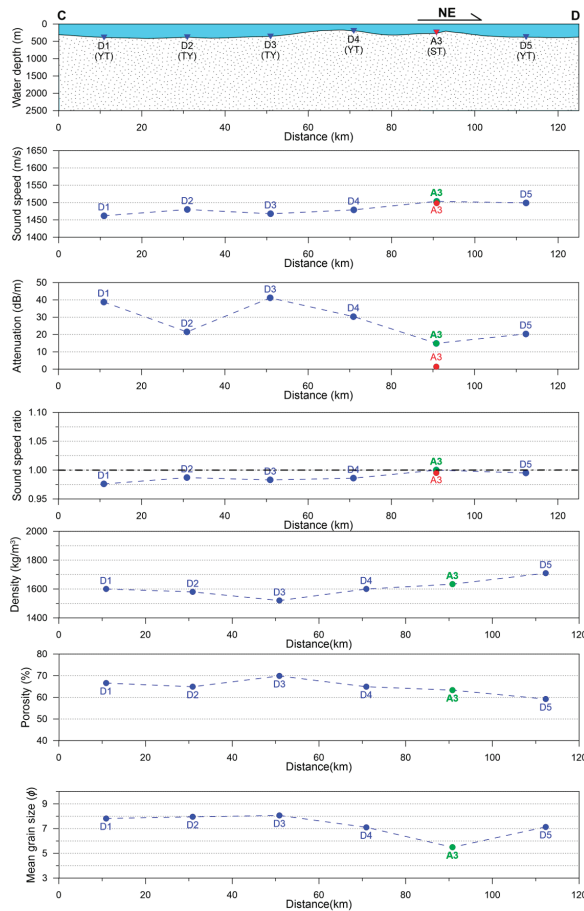 C NE D
Water depth (m)
0
500
1000
1500
2000
2500
D1 D2 D3 D4 A3 D5
(YT) (TY) (TY) (YT) (ST) (YT)
0 20 40 60 80 100 120
Distance (km)
Sound speed (m/s)
1650
1600
1550
1500
1450
1400
D1 D2 D3 D4 A3 D5
A3
0 20 40 60 80 100 120
Distance (km)
Attenuation (dB/m)
50
40
30
20
10
0
D1 D2 D3 D4 A3 D5
A3
0 20 40 60 80 100 120
Distance (km)
Sound speed ratio
1.10
1.05
1.00
0.95
D1 D2 D3 D4 A3 D5
A3
0 20 40 60 80 100 120
Distance (km)
Density (kg/m³)
2000
1800
1600
1400
D1 D2 D3 D4 A3 D5
0 20 40 60 80 100 120
Distance(km)
Porosity (%)
80
70
60
50
40
D1 D2 D3 D4 A3 D5
0 20 40 60 80 100 120
Distance(km)
Mean grain size (ϕ)
9
7
5
3
D1 D2 D3 D4 A3 D5
0 20 40 60 80 100 120
Distance(km)